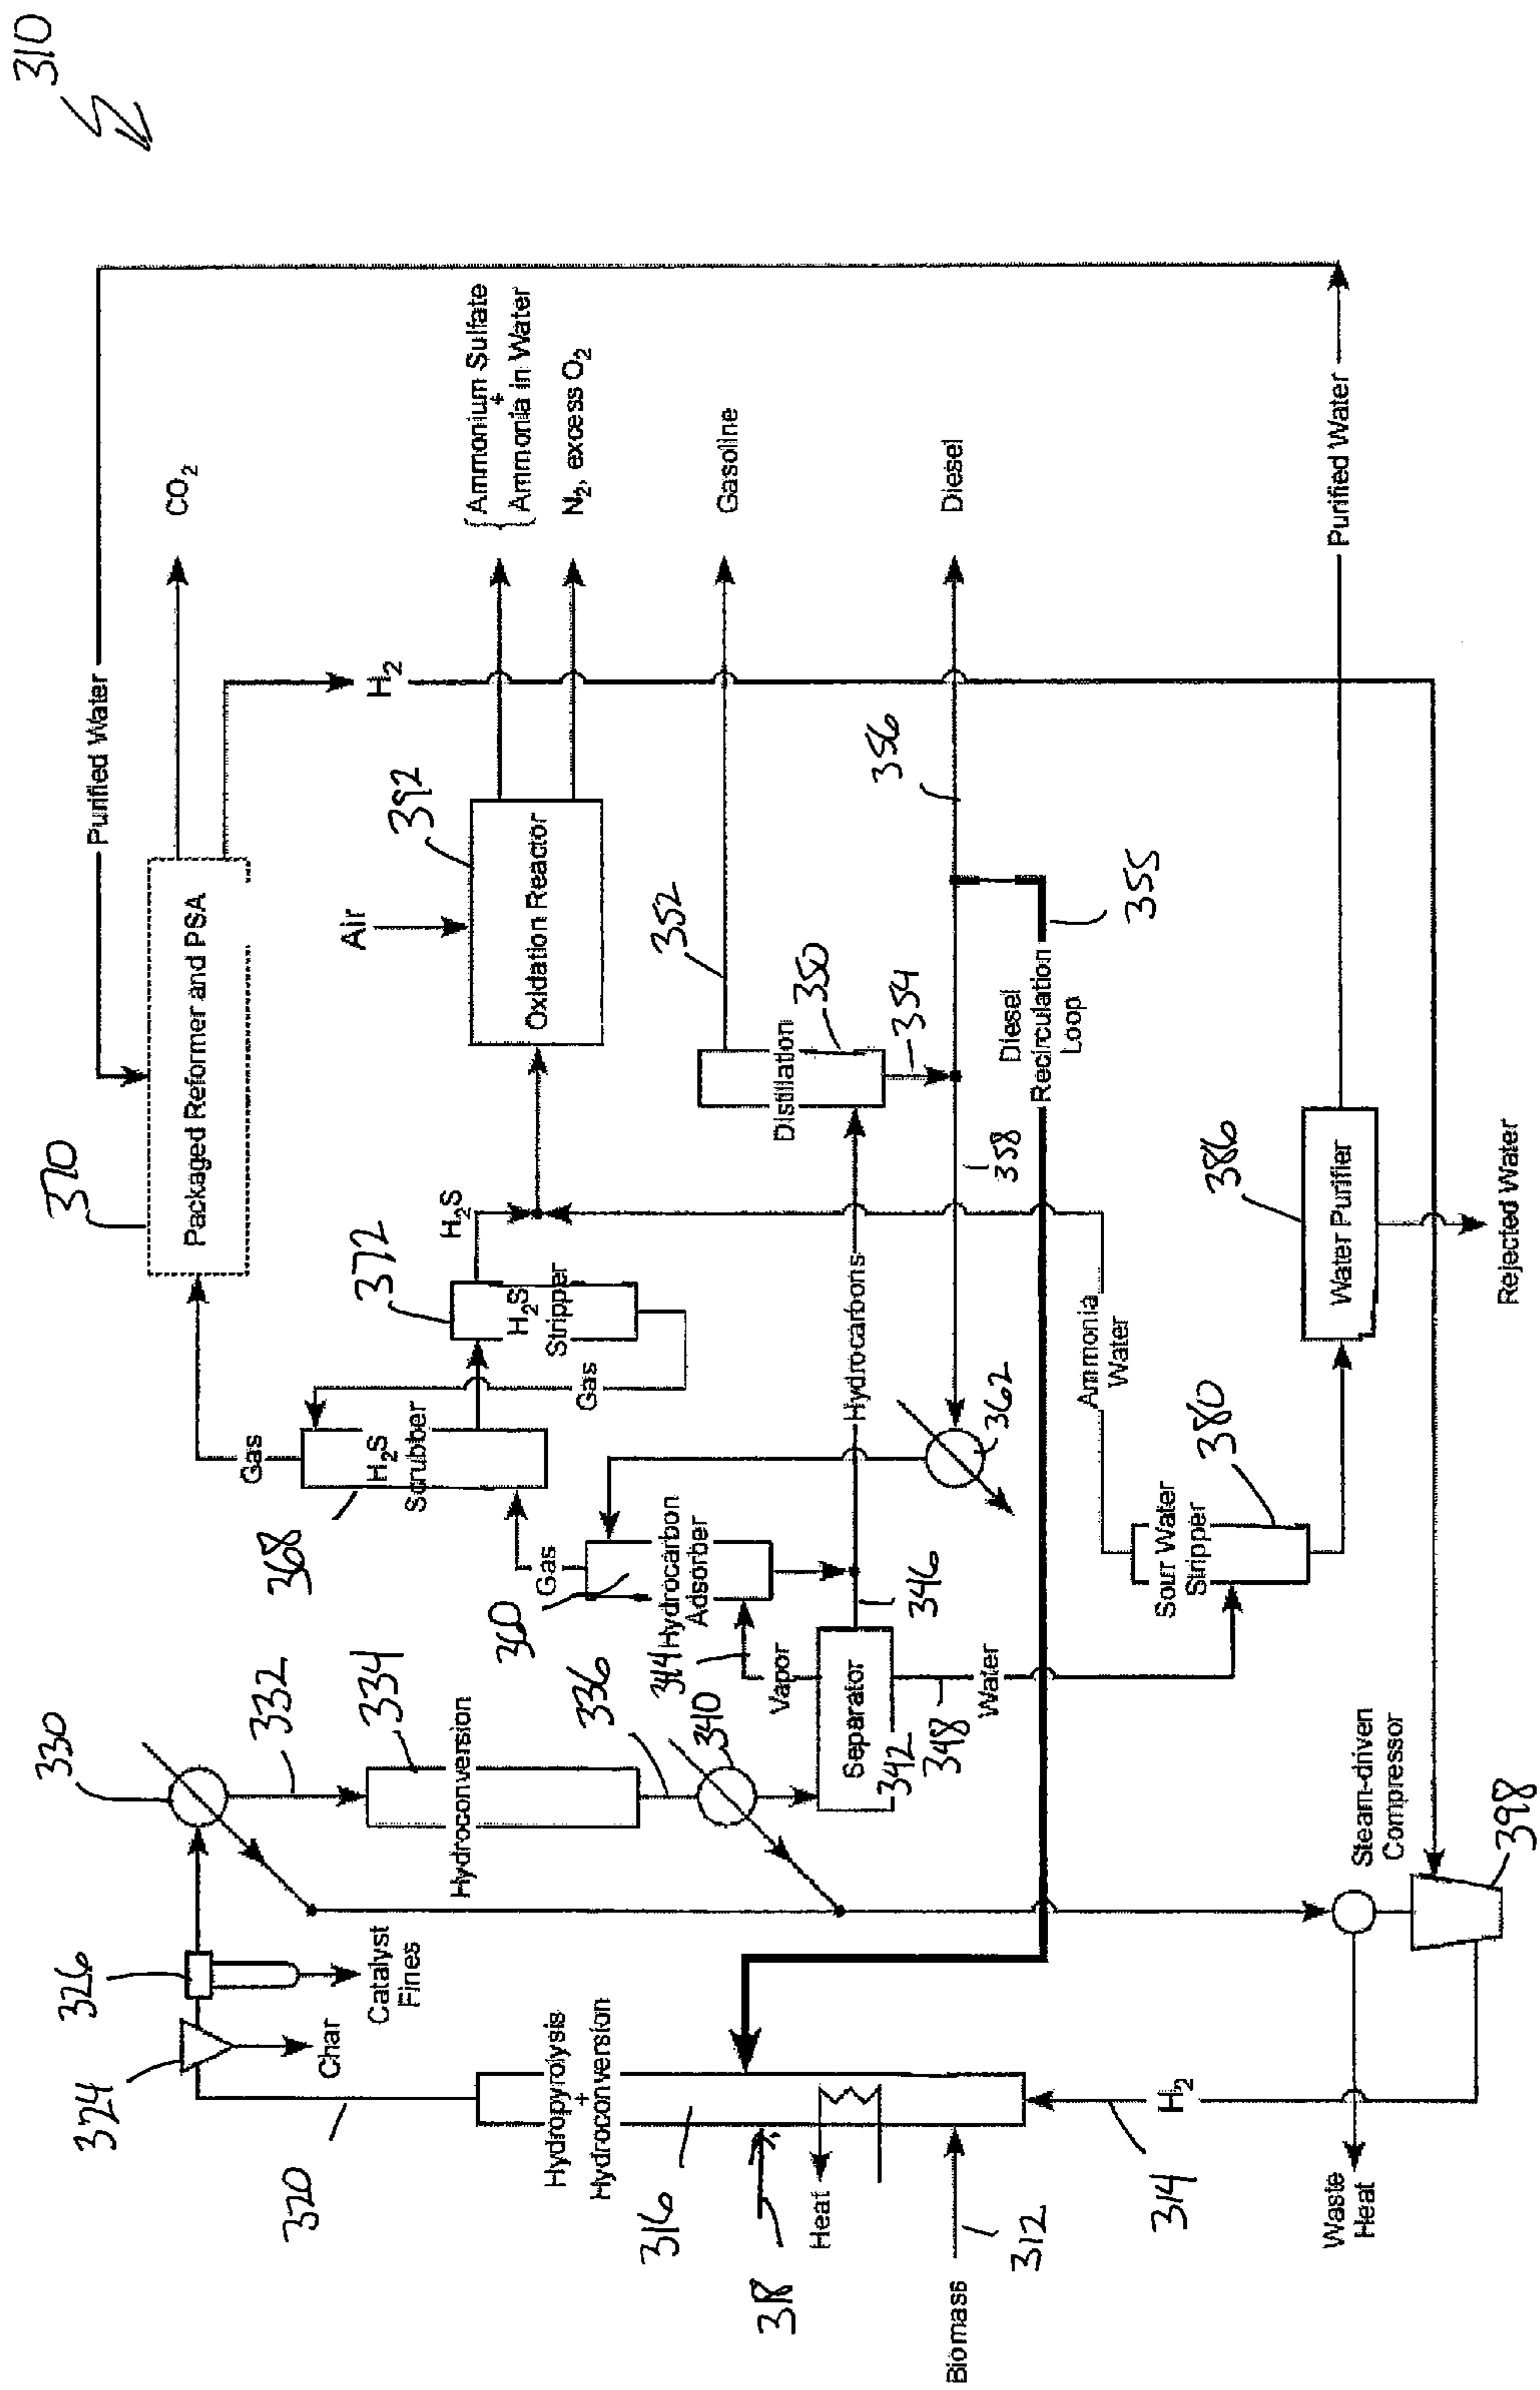 310
Purified Water
CO2
370
Packaged Reformer and PSA
H2
{Ammonium Sulfate
+
Ammonia in Water
N2, excess O2
392
Air
Oxidation Reactor
Gasoline
Diesel
Purified Water
356
352
350
Distillation
354
358
Diesel
Recirculation
Loop
355
H2S
372
H2S
Stripper
Gas
Gas
H2S
Scrubber
368
Hydrocarbons
362
Ammonia
Water
386
Water Purifier
Rejected Water
380
Sour Water
Stripper
Gas
360
Hydrocarbon
Adsorber
344
Vapor
346
Separator
342
348
Water
330
332
334
Hydroconversion
336
340
326
Catalyst
Fines
324
Char
320
Hydropyrolysis
+
Hydroconversion
316
318
Heat
Biomass
312
314
H2
Waste
Heat
Steam-driven
Compressor
398